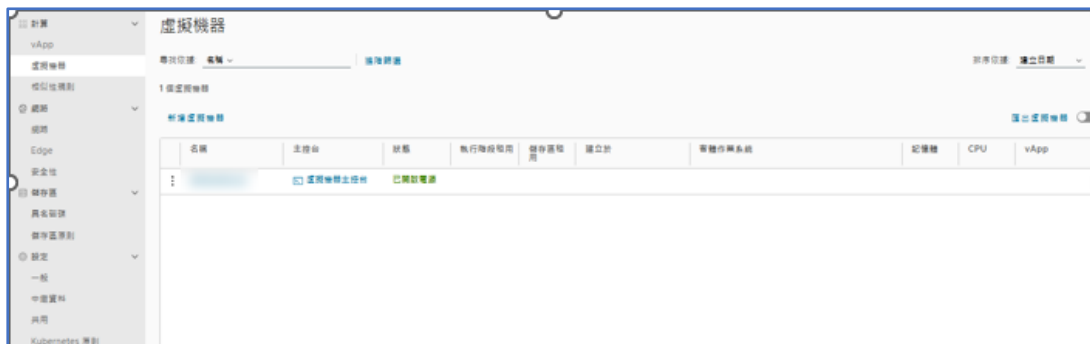 計算
vApp
虛擬機器
相似性規則
網路
網路
Edge
安全性
儲存區
具名磁碟
儲存區原則
設定
一般
中繼資料
共用
Kubernetes 原則
虛擬機器
尋找依據 名稱 進階篩選
排序依據 建立日期
1 個虛擬機器
新增虛擬機器
匯出虛擬機器
名稱 主控台 狀態 執行階段租用 儲存區租用 建立於 客體作業系統 記憶體 CPU vApp
虛擬機器主控台 已開啟電源